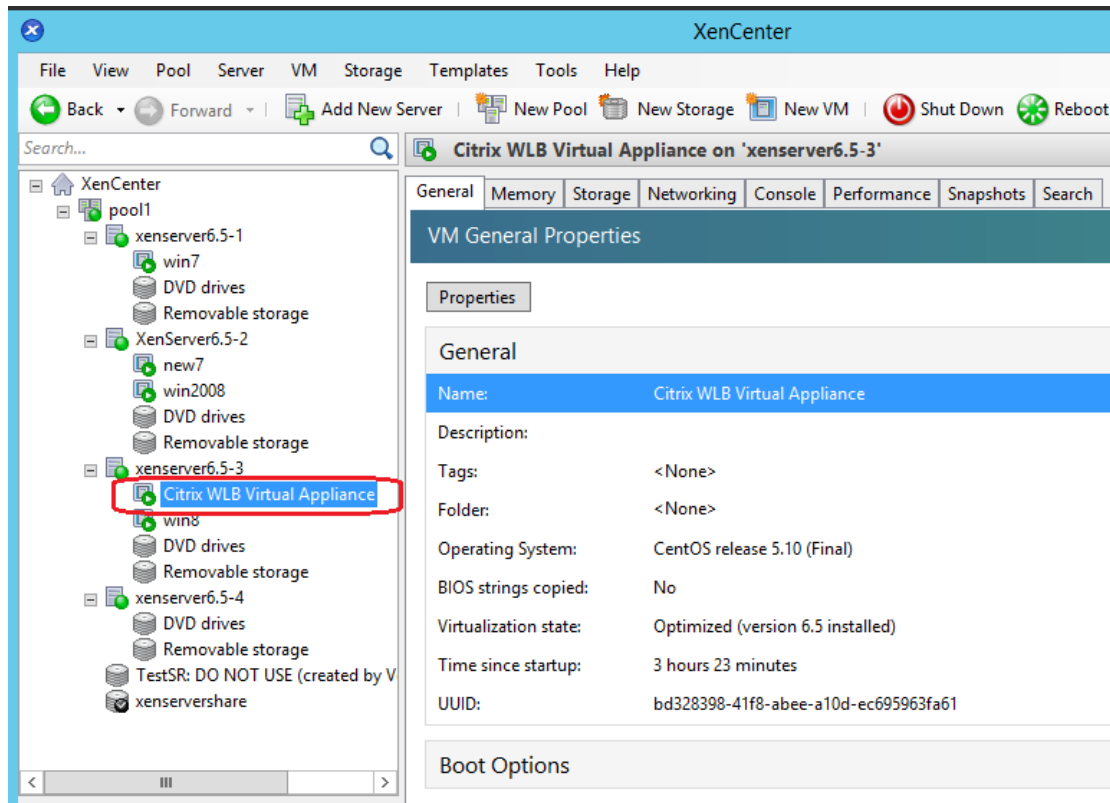 XenCenter
File View Pool Server VM Storage Templates Tools Help
Back Forward Add New Server New Pool New Storage New VM Shut Down Reboot
Search...
Citrix WLB Virtual Appliance on 'xenserver6.5-3'
XenCenter
pool1
xenserver6.5-1
win7
DVD drives
Removable storage
XenServer6.5-2
new7
win2008
DVD drives
Removable storage
xenserver6.5-3
Citrix WLB Virtual Appliance
win8
DVD drives
Removable storage
xenserver6.5-4
DVD drives
Removable storage
TestSR: DO NOT USE (created by V
xenservershare
General Memory Storage Networking Console Performance Snapshots Search
VM General Properties
Properties
General
Name: Citrix WLB Virtual Appliance
Description:
Tags: <None>
Folder: <None>
Operating System: CentOS release 5.10 (Final)
BIOS strings copied: No
Virtualization state: Optimized (version 6.5 installed)
Time since startup: 3 hours 23 minutes
UUID: bd328398-41f8-abee-a10d-ec695963fa61
Boot Options